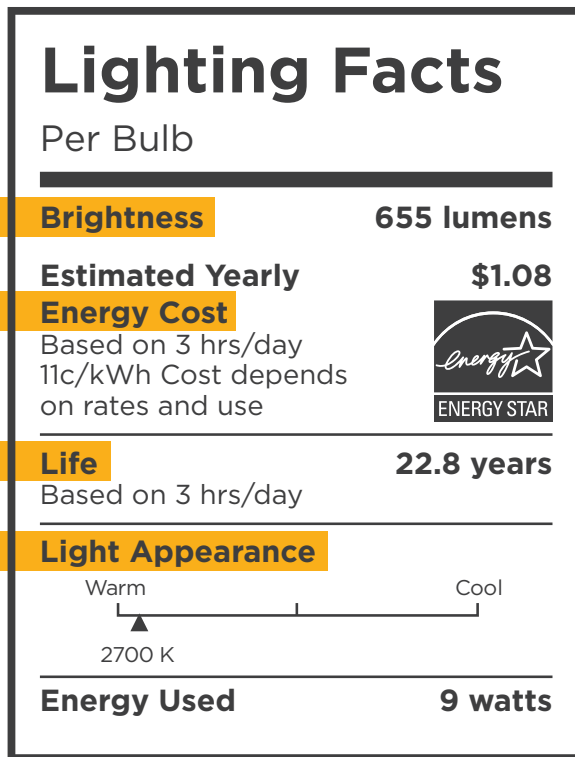 Lighting Facts
Per Bulb
Brightness 655 lumens
Estimated Yearly $1.08
Energy Cost
Based on 3 hrs/day
11c/kWh Cost depends
on rates and use
energy
ENERGY STAR
Life 22.8 years
Based on 3 hrs/day
Light Appearance
Warm Cool
2700 K
Energy Used 9 watts